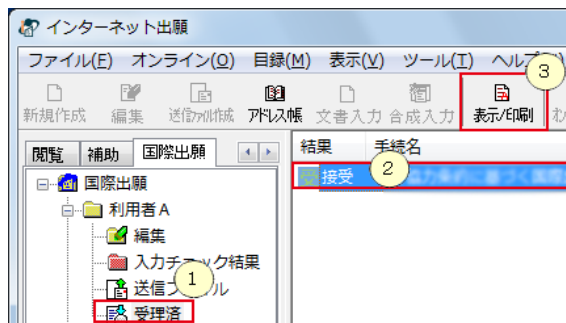 インターネット出願
ファイル(F) オンライン(O) 目録(M) 表示(V) ツール(T) ヘルプ
3
新規作成 編集 送信ファイル作成 アドレス帳 文書入力 合成入力 表示/印刷
閲覧 補助 国際出願
結果 手続名
接受 2
国際出願
利用者A
編集
入力チェック結果
1
送信ファイル
受理済